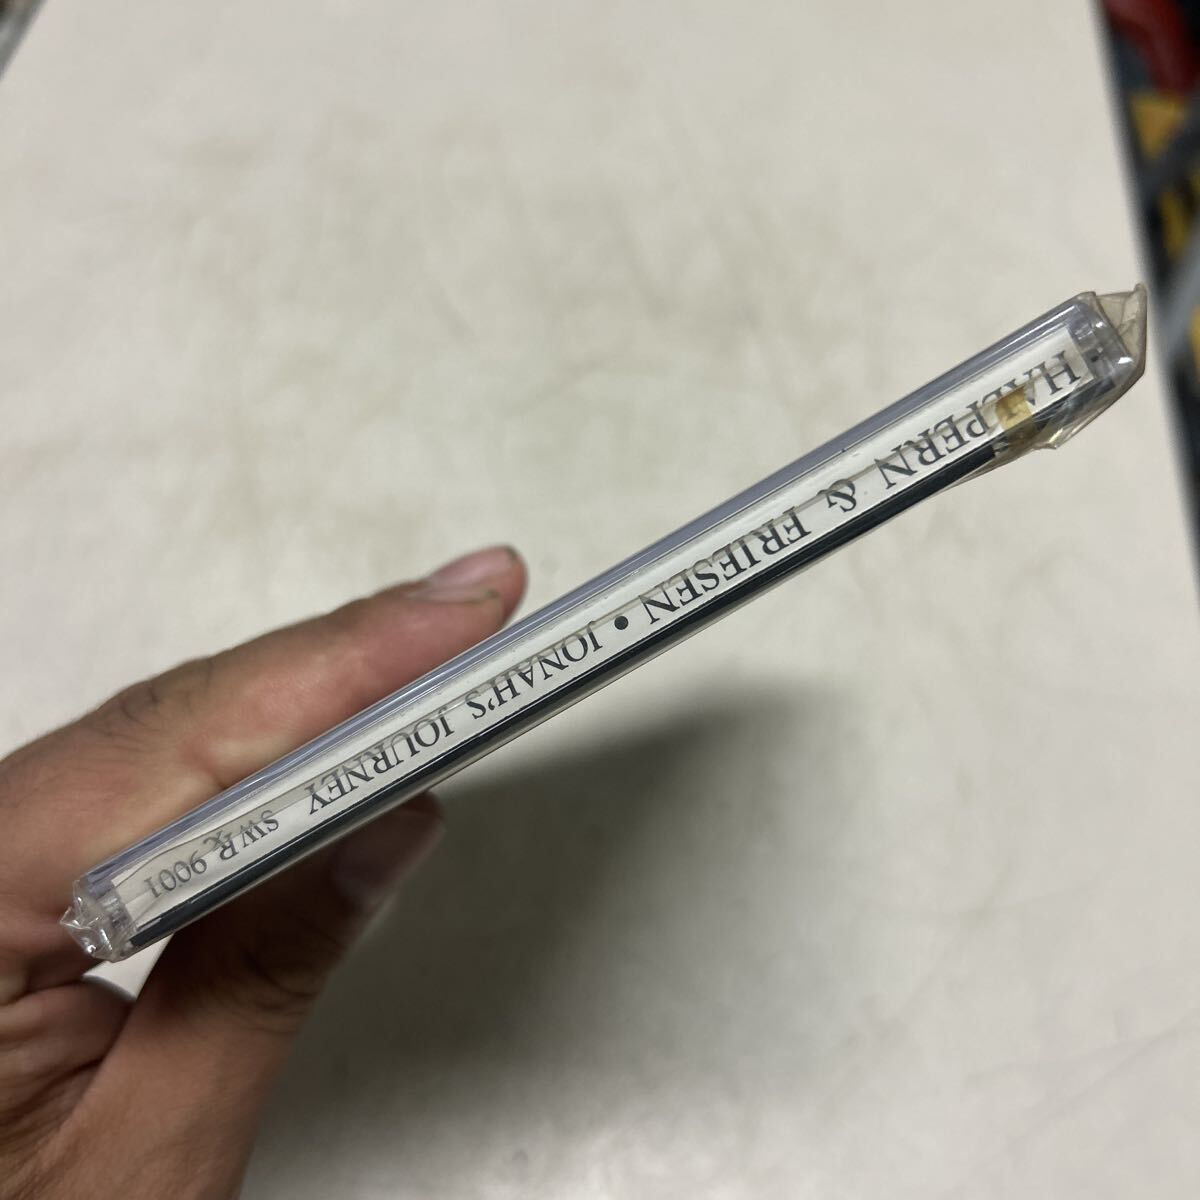 HALPERN & FRIESEN • JONAH'S JOURNEY SWR 9001